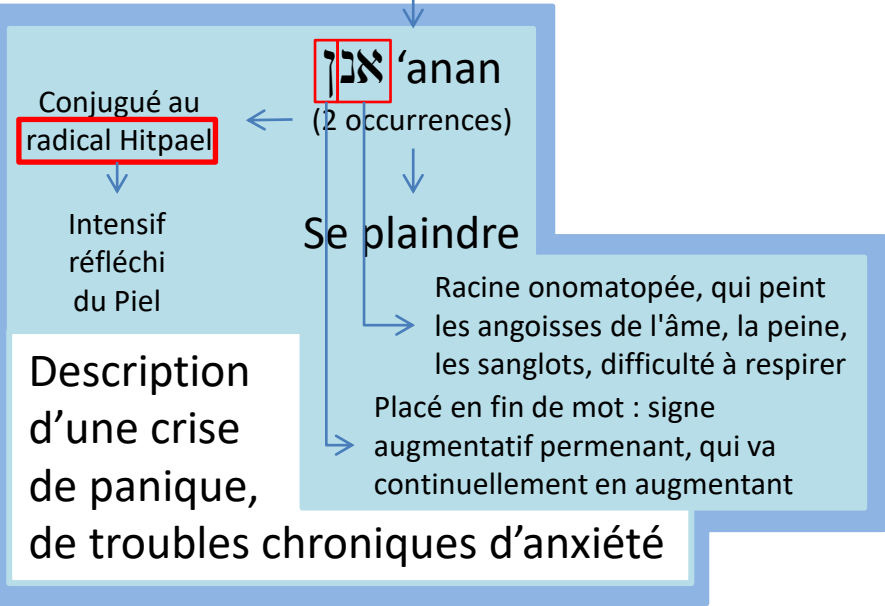 אנן ‘anan
(2 occurrences)
Conjugué au
radical Hitpael
Intensif
réfléchi
du Piel
Se plaindre
Racine onomatopée, qui peint
les angoisses de l'âme, la peine,
les sanglots, difficulté à respirer
Placé en fin de mot : signe
augmentatif permenant, qui va
continuellement en augmentant
Description
d’une crise
de panique,
de troubles chroniques d’anxiété